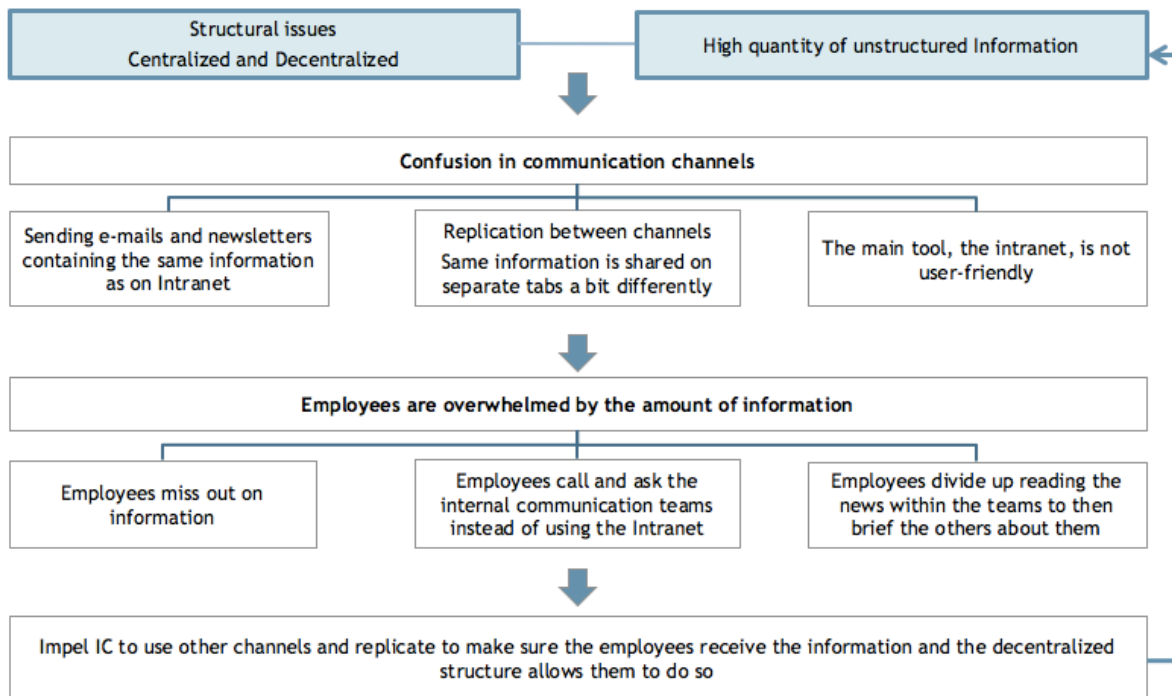 Structural issues
Centralized and Decentralized
High quantity of unstructured Information
Confusion in communication channels
Sending e-mails and newsletters
containing the same information
as on Intranet
Replication between channels
Same information is shared on
separate tabs a bit differently
The main tool, the intranet, is not
user-friendly
Employees are overwhelmed by the amount of information
Employees miss out on
information
Employees call and ask the
internal communication teams
instead of using the Intranet
Employees divide up reading the
news within the teams to then
brief the others about them
Impel IC to use other channels and replicate to make sure the employees receive the information and the decentralized
structure allows them to do so